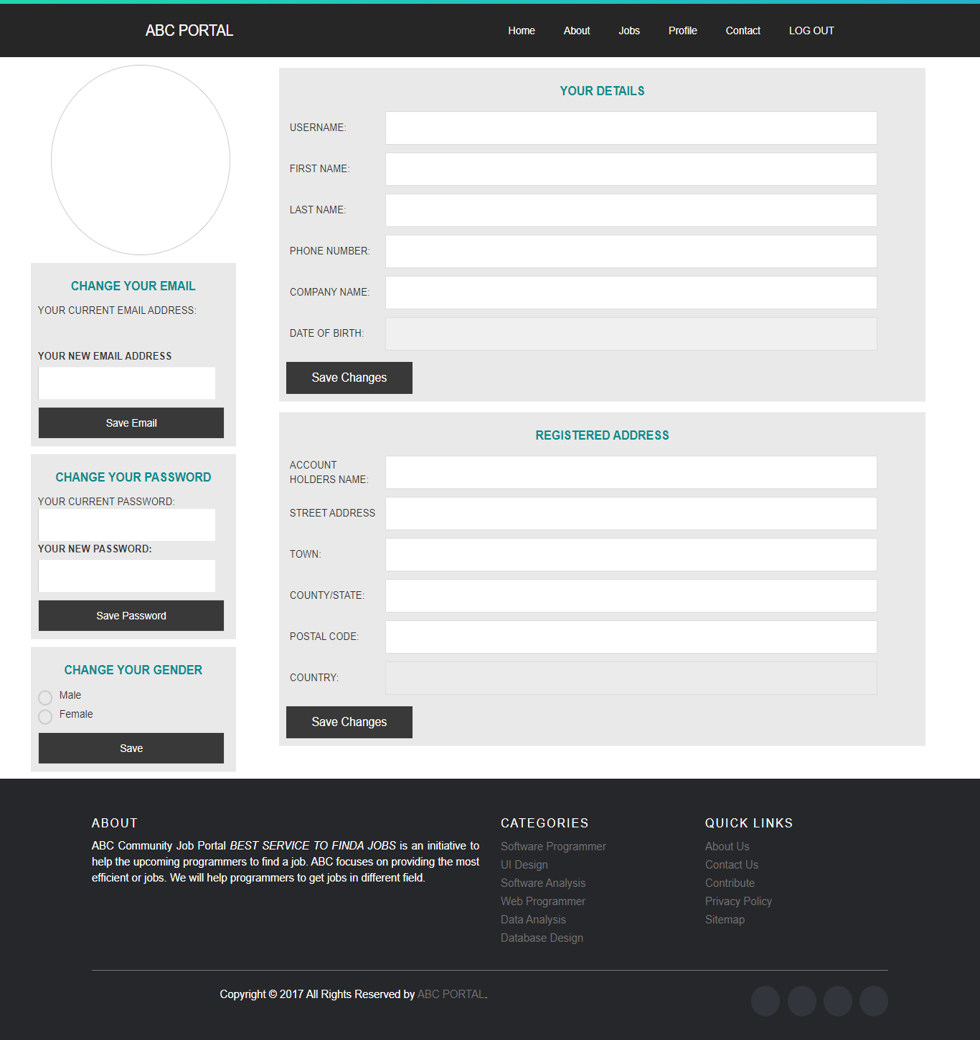 ABC PORTAL
Home About Jobs Profile Contact LOG OUT
CHANGE YOUR EMAIL
YOUR CURRENT EMAIL ADDRESS:
YOUR NEW EMAIL ADDRESS
Save Email
CHANGE YOUR PASSWORD
YOUR CURRENT PASSWORD:
YOUR NEW PASSWORD:
Save Password
CHANGE YOUR GENDER
Male
Female
Save
YOUR DETAILS
USERNAME:
FIRST NAME:
LAST NAME:
PHONE NUMBER:
COMPANY NAME:
DATE OF BIRTH:
Save Changes
REGISTERED ADDRESS
ACCOUNT
HOLDERS NAME:
STREET ADDRESS
TOWN:
COUNTY/STATE:
POSTAL CODE:
COUNTRY:
Save Changes
ABOUT
ABC Community Job Portal BEST SERVICE TO FINDA JOBS is an initiative to
help the upcoming programmers to find a job. ABC focuses on providing the most
efficient or jobs. We will help programmers to get jobs in different field.
CATEGORIES
Software Programmer
UI Design
Software Analysis
Web Programmer
Data Analysis
Database Design
QUICK LINKS
About Us
Contact Us
Contribute
Privacy Policy
Sitemap
Copyright © 2017 All Rights Reserved by ABC PORTAL.